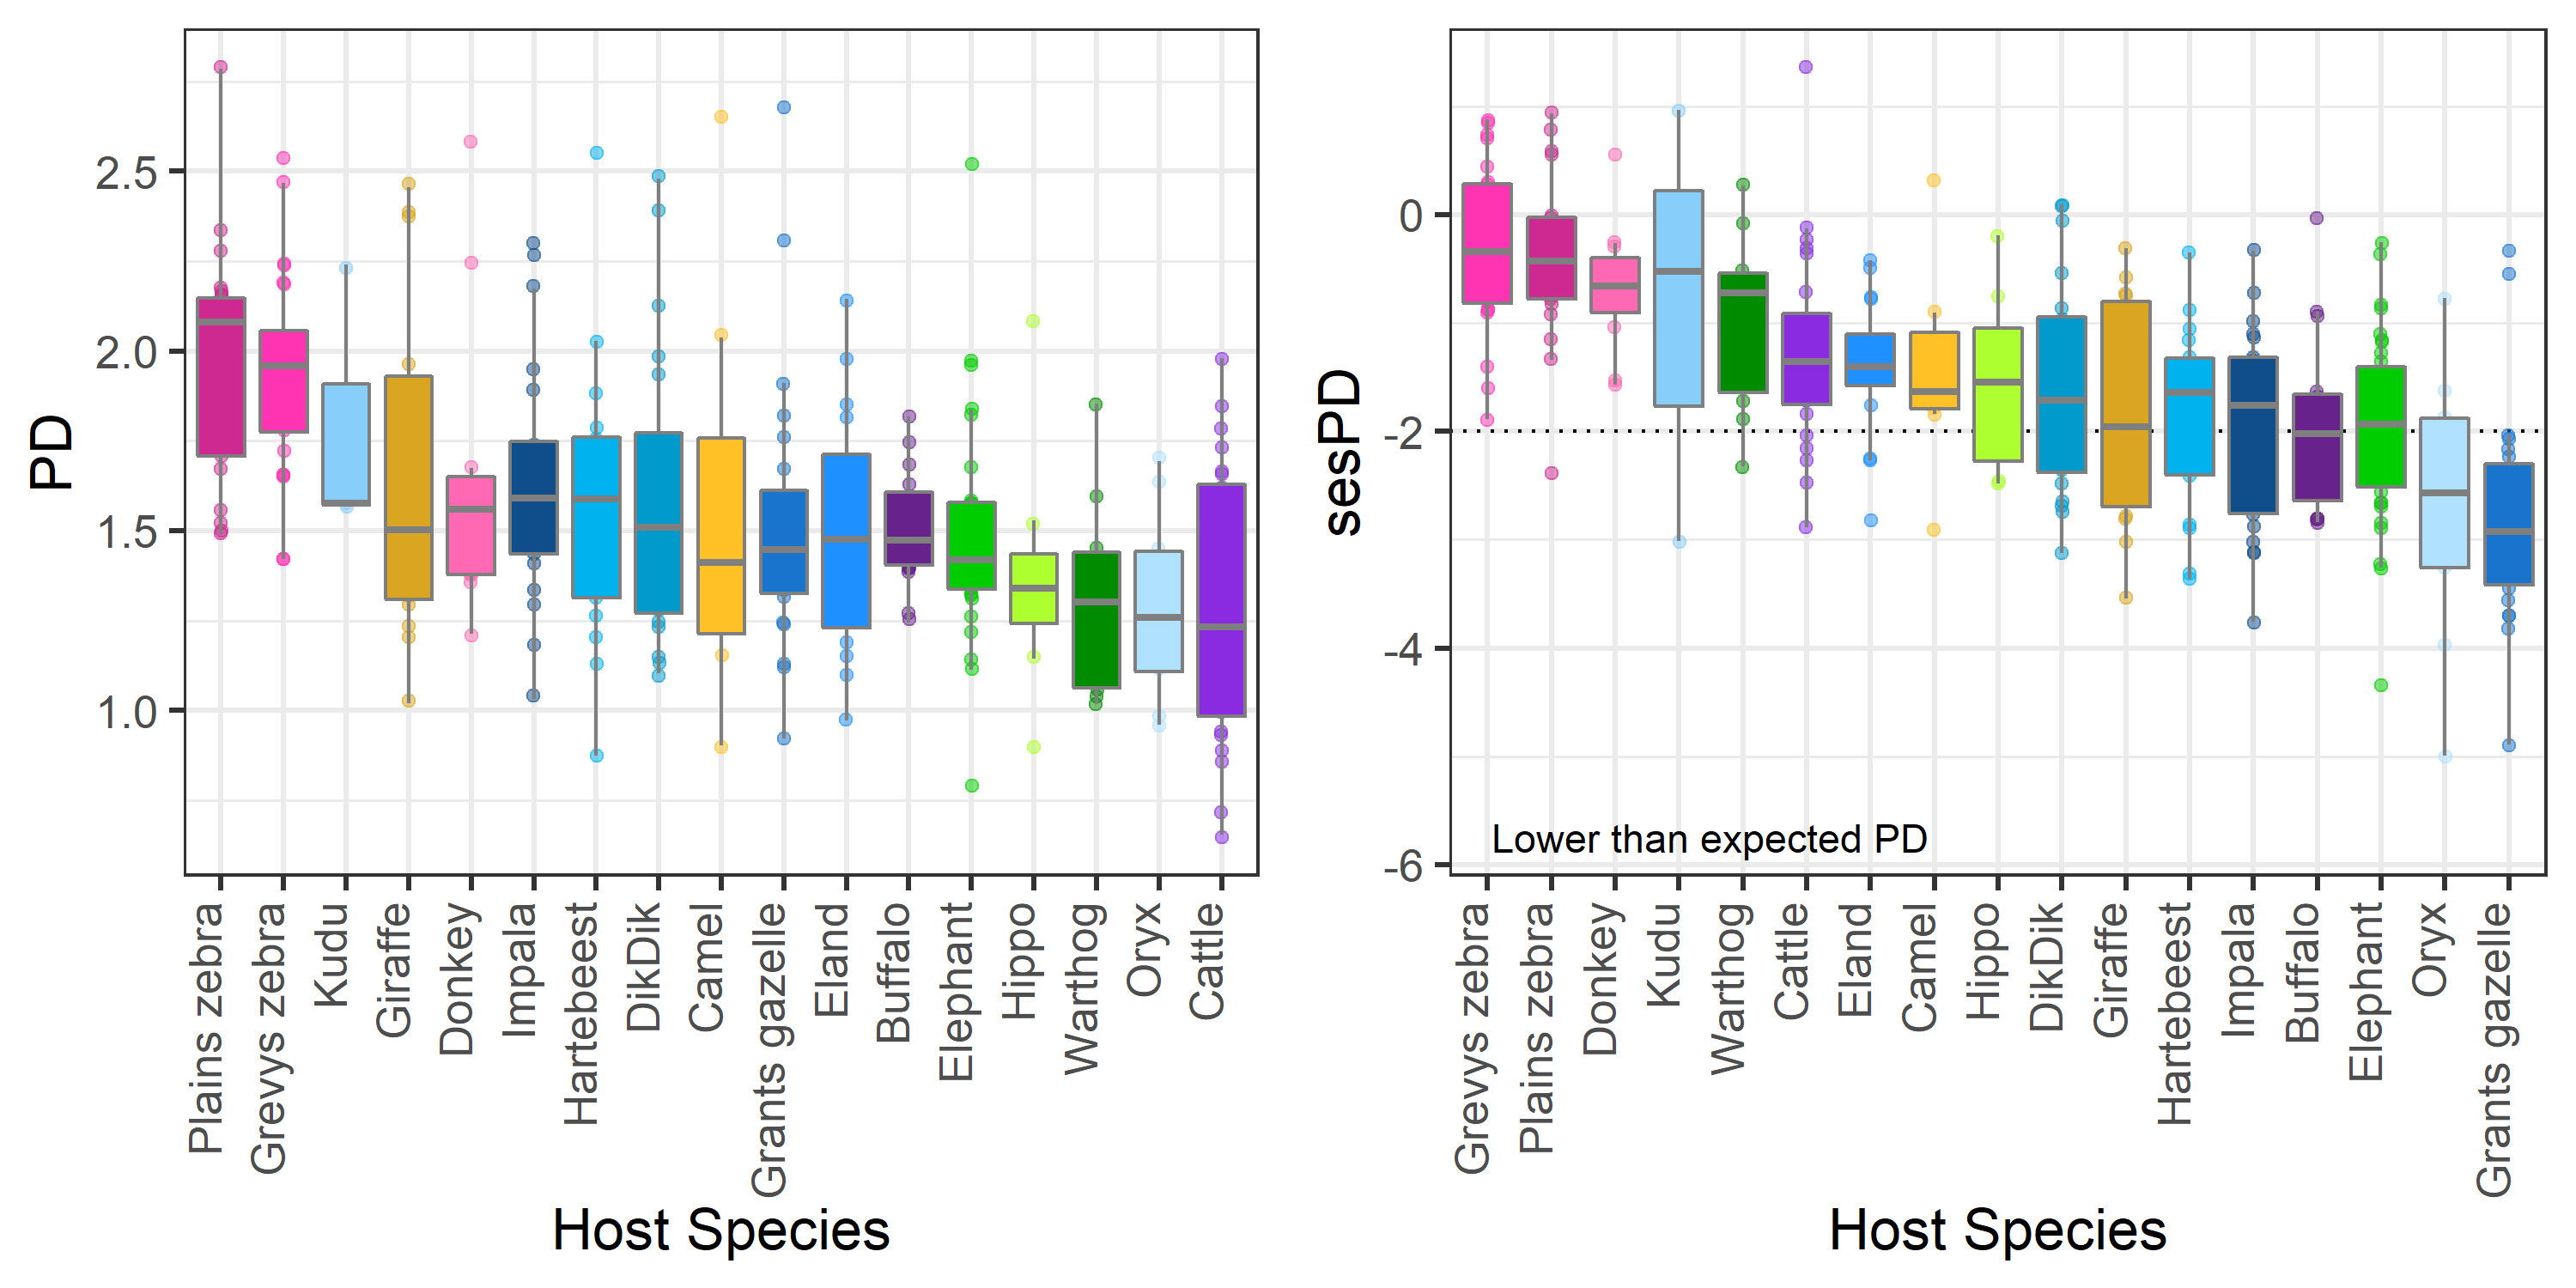 PD
2.5
2.0
1.5
1.0
Plains zebra
Grevys zebra
Kudu
Giraffe
Donkey
Impala
Hartebeest
DikDik
Camel
Grants gazelle
Eland
Buffalo
Elephant
Hippo
Warthog
Oryx
Cattle
Host Species
sesPD
0
-2
-4
-6
Lower than expected PD
Grevys zebra
Plains zebra
Donkey
Kudu
Warthog
Cattle
Eland
Camel
Hippo
DikDik
Giraffe
Hartebeest
Impala
Buffalo
Elephant
Oryx
Grants gazelle
Host Species